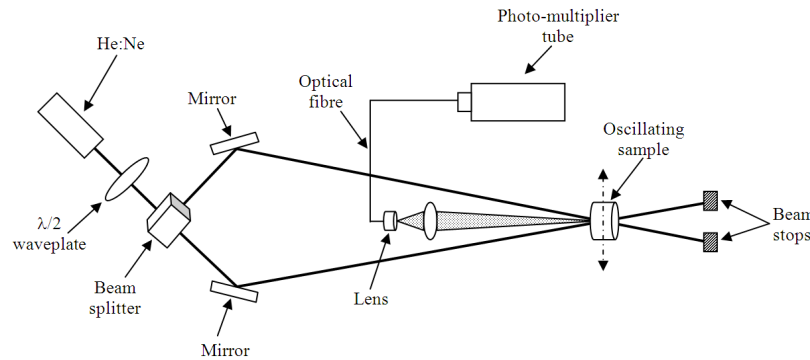 He:Ne
Photo-multiplier
tube
Optical
fibre
Mirror
Oscillating
sample
λ/2
waveplate
Beam
splitter
Mirror
Lens
Beam
stops